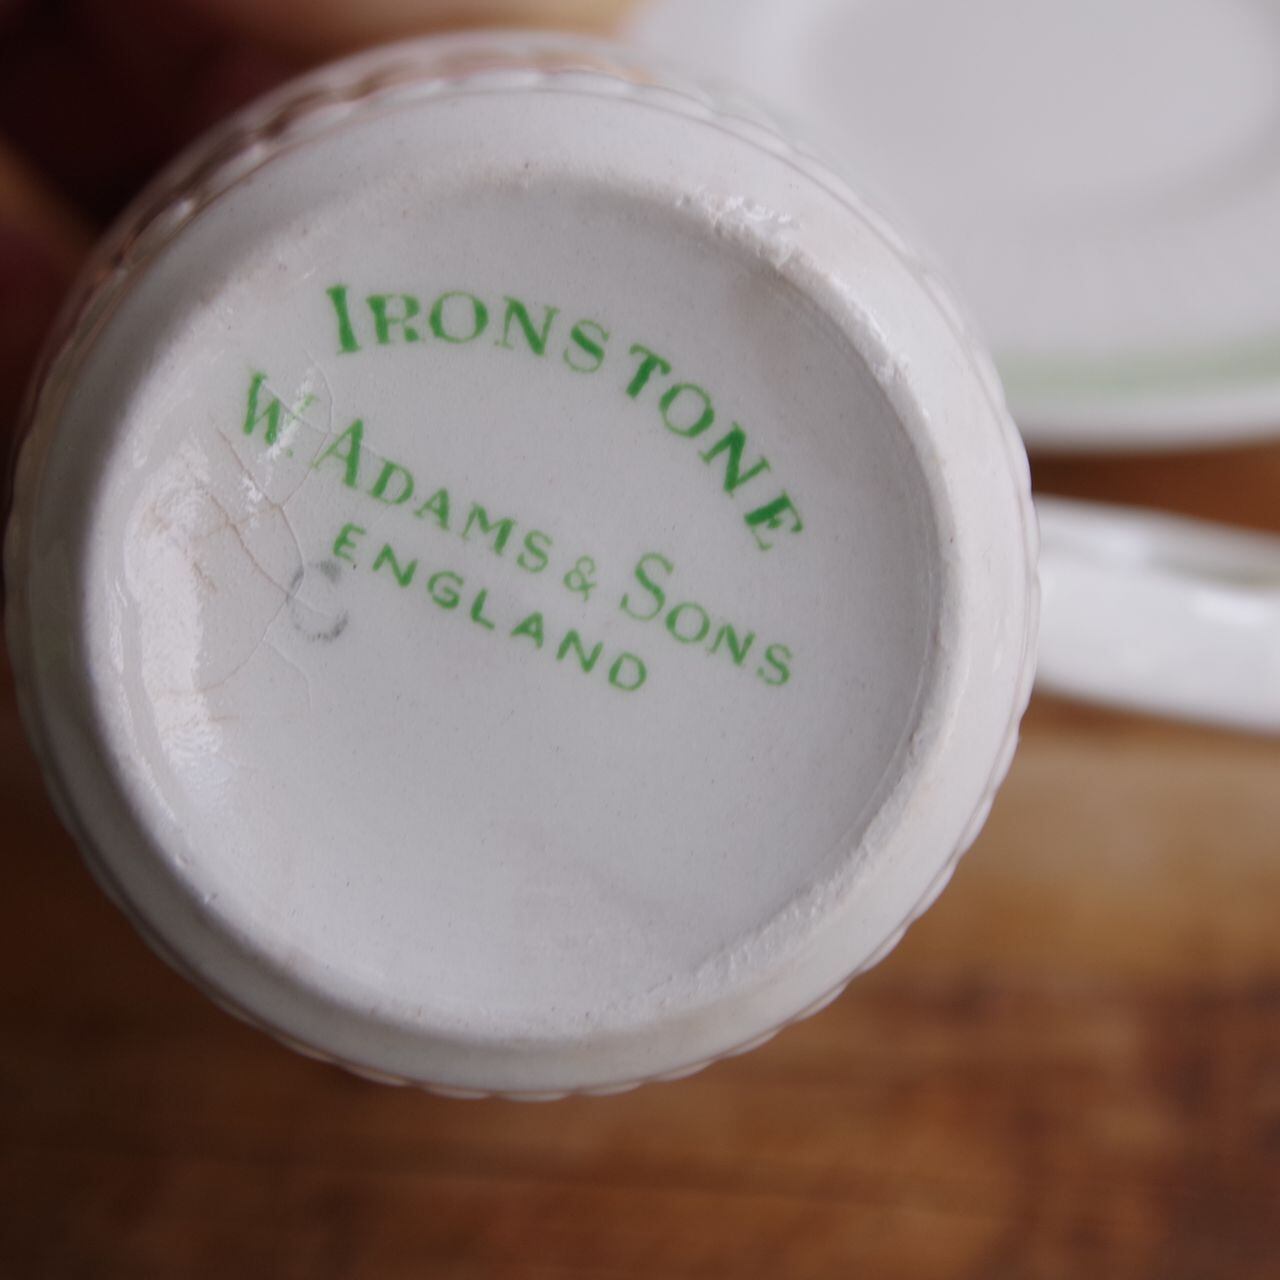 IRONSTONE
W. ADAMS & SONS
ENGLAND
C